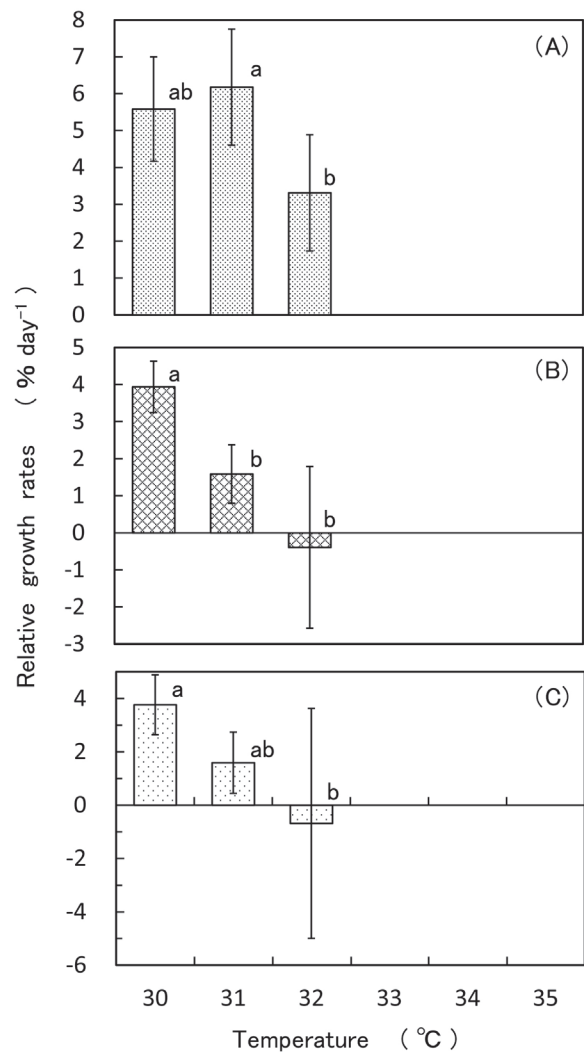 8
7
6
5
4
3
2
1
0
(A)
ab
a
b
5
4
3
2
1
0
-1
-2
-3
(B)
a
b
b
4
2
0
-2
-4
-6
(C)
a
ab
b
30 31 32 33 34 35
Temperature (℃)
Relative growth rates (% day⁻¹)